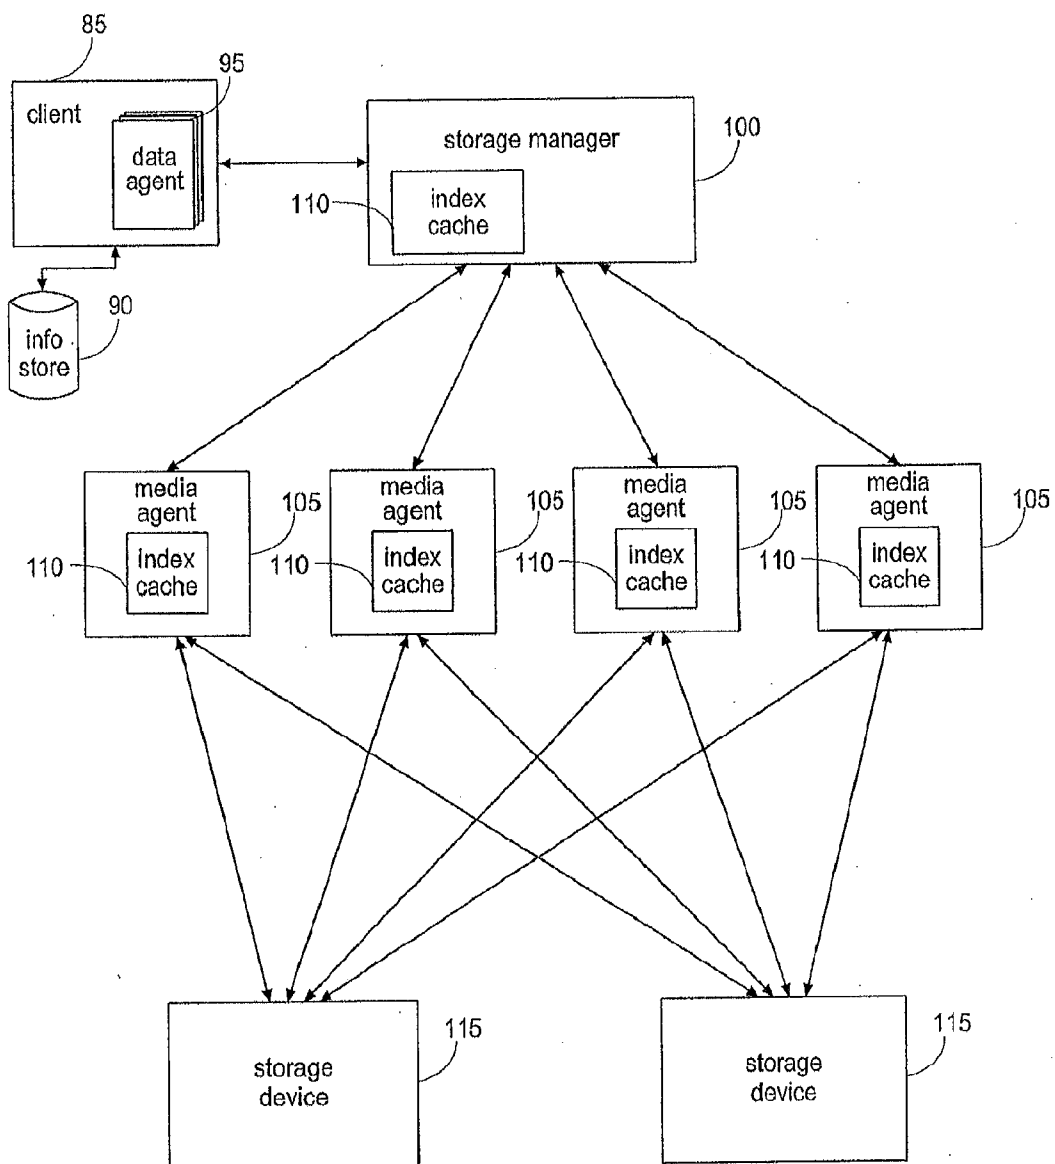 85
95
client
data
agent
storage manager
100
110
index
cache
90
info
store
media
agent
105
110
index
cache
media
agent
105
110
index
cache
media
agent
105
110
index
cache
media
agent
105
110
index
cache
storage
device
115
storage
device
115